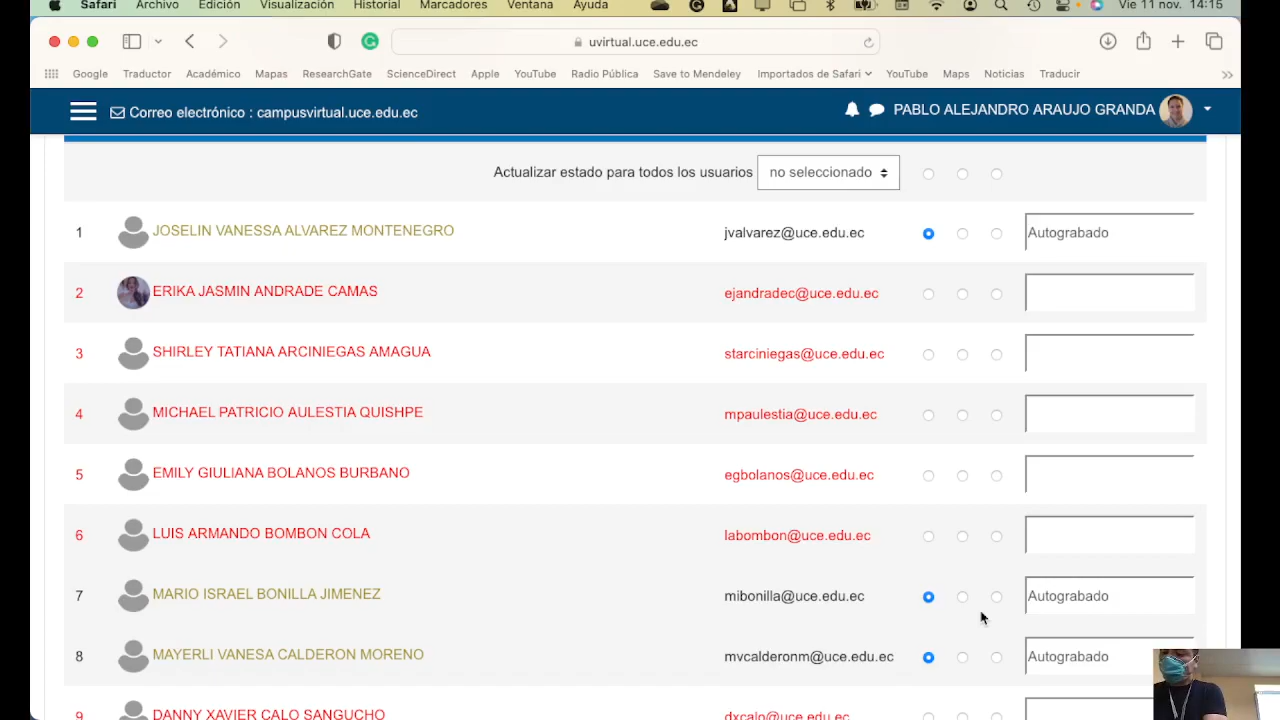 Safari Archivo Edición Visualización Historial Marcadores Ventana Ayuda Vie 11 nov. 14:15
uvirtual.uce.edu.ec
Google Traductor Académico Mapas ResearchGate ScienceDirect Apple YouTube Radio Pública Save to Mendeley Importados de Safari YouTube Maps Noticias Traducir
Correo electrónico : campusvirtual.uce.edu.ec PABLO ALEJANDRO ARAUJO GRANDA
Actualizar estado para todos los usuarios no seleccionado
1 JOSELIN VANESSA ALVAREZ MONTENEGRO jvalvarez@uce.edu.ec Autograbado
2 ERIKA JASMIN ANDRADE CAMAS ejandradec@uce.edu.ec
3 SHIRLEY TATIANA ARCINIEGAS AMAGUA starciniegas@uce.edu.ec
4 MICHAEL PATRICIO AULESTIA QUISHPE mpaulestia@uce.edu.ec
5 EMILY GIULIANA BOLANOS BURBANO egbolanos@uce.edu.ec
6 LUIS ARMANDO BOMBON COLA labombon@uce.edu.ec
7 MARIO ISRAEL BONILLA JIMENEZ mibonilla@uce.edu.ec Autograbado
8 MAYERLI VANESA CALDERON MORENO mvcalderonm@uce.edu.ec Autograbado
9 DANNY XAVIER CALO SANGUCHO dxcalo@uce.edu.ec